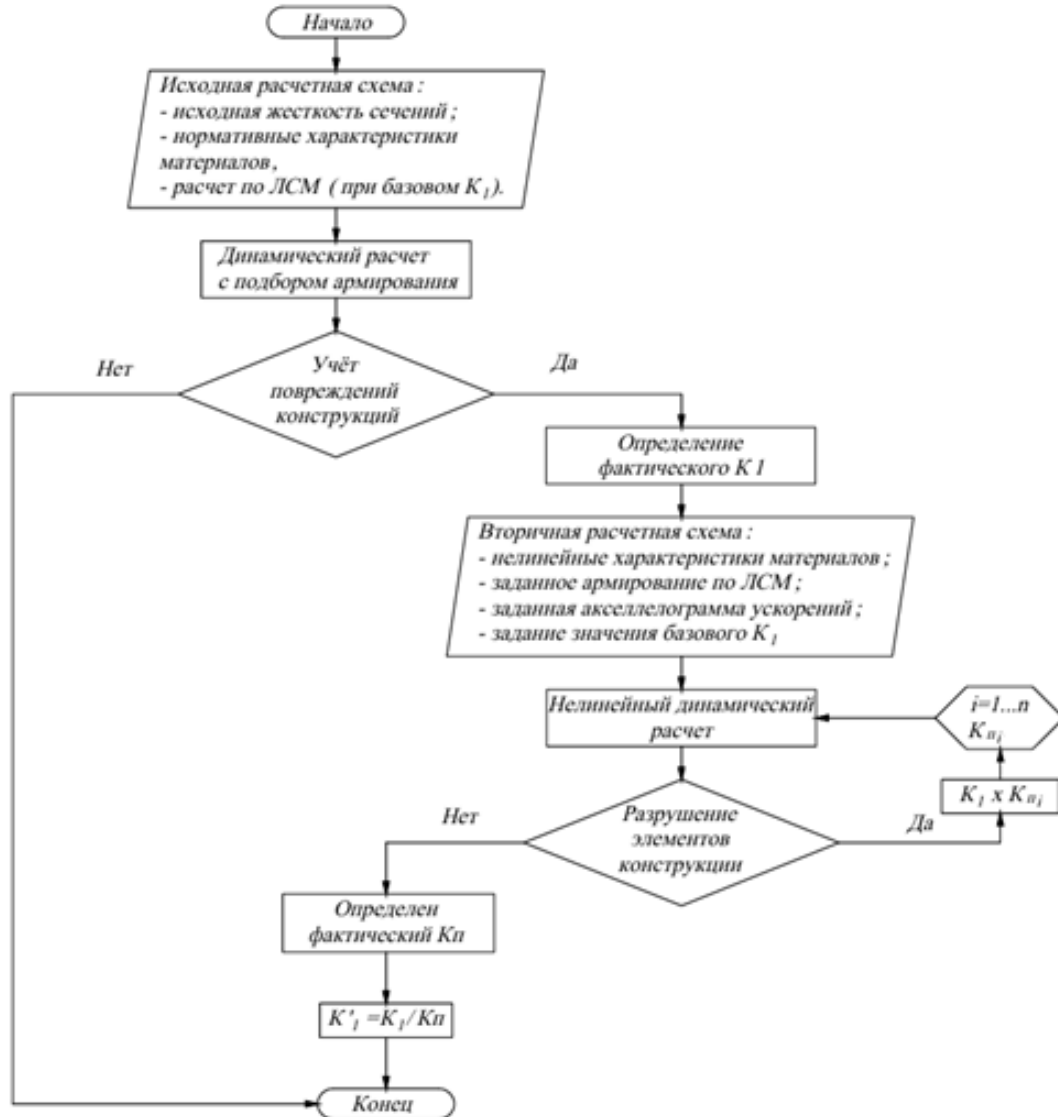 Начало
Исходная расчетная схема :
- исходная жесткость сечений ;
- нормативные характеристики
материалов,
- расчет по ЛСМ ( при базовом K₁).
Динамический расчет
с подбором армирования
Нет
Да
Учёт
повреждений
конструкций
Определение
фактического К 1
Вторичная расчетная схема :
- нелинейные характеристики материалов ;
- заданное армирование по ЛСМ ;
- заданная акселлелограмма ускорений ;
- задание значения базового K₁
Нелинейный динамический
расчет
i=1...n
Kпᵢ
K₁ x Kпᵢ
Нет
Да
Разрушение
элементов
конструкции
Определен
фактический Кп
K'₁ =K₁/Kп
Конец